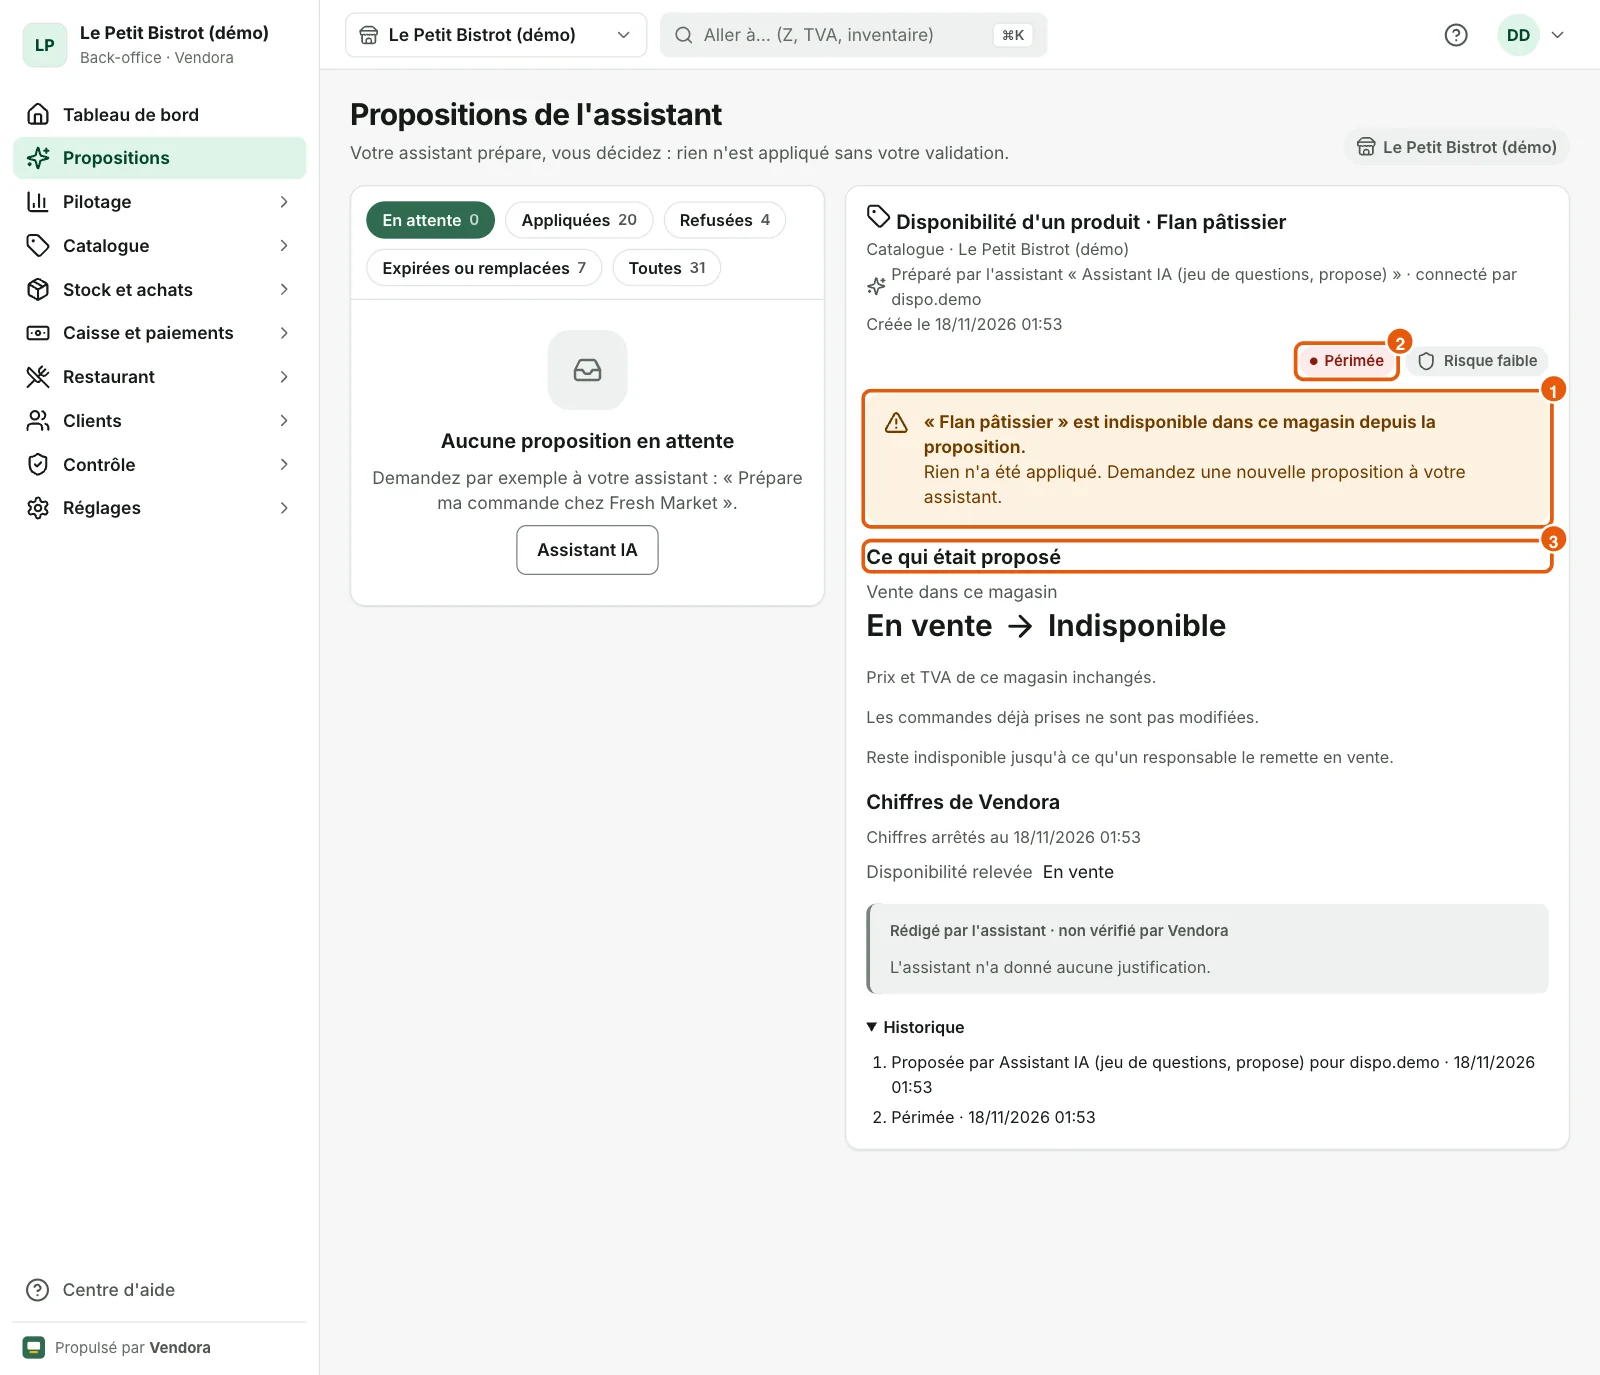 LP
Le Petit Bistrot (démo)
Back-office · Vendora
Tableau de bord
Propositions
Pilotage
Catalogue
Stock et achats
Caisse et paiements
Restaurant
Clients
Contrôle
Réglages
Centre d'aide
Propulsé par Vendora
Le Petit Bistrot (démo)
Aller à... (Z, TVA, inventaire)
⌘K
DD
Propositions de l'assistant
Votre assistant prépare, vous décidez : rien n'est appliqué sans votre validation.
Le Petit Bistrot (démo)
En attente 0
Appliquées 20
Refusées 4
Expirées ou remplacées 7
Toutes 31
Aucune proposition en attente
Demandez par exemple à votre assistant : « Prépare
ma commande chez Fresh Market ».
Assistant IA
Disponibilité d'un produit · Flan pâtissier
Catalogue · Le Petit Bistrot (démo)
Préparé par l'assistant « Assistant IA (jeu de questions, propose) » · connecté par
dispo.demo
Créée le 18/11/2026 01:53
Périmée
2
Risque faible
1
« Flan pâtissier » est indisponible dans ce magasin depuis la
proposition.
Rien n'a été appliqué. Demandez une nouvelle proposition à votre
assistant.
3
Ce qui était proposé
Vente dans ce magasin
En vente → Indisponible
Prix et TVA de ce magasin inchangés.
Les commandes déjà prises ne sont pas modifiées.
Reste indisponible jusqu'à ce qu'un responsable le remette en vente.
Chiffres de Vendora
Chiffres arrêtés au 18/11/2026 01:53
Disponibilité relevée En vente
Rédigé par l'assistant · non vérifié par Vendora
L'assistant n'a donné aucune justification.
▼ Historique
1. Proposée par Assistant IA (jeu de questions, propose) pour dispo.demo · 18/11/2026
01:53
2. Périmée · 18/11/2026 01:53